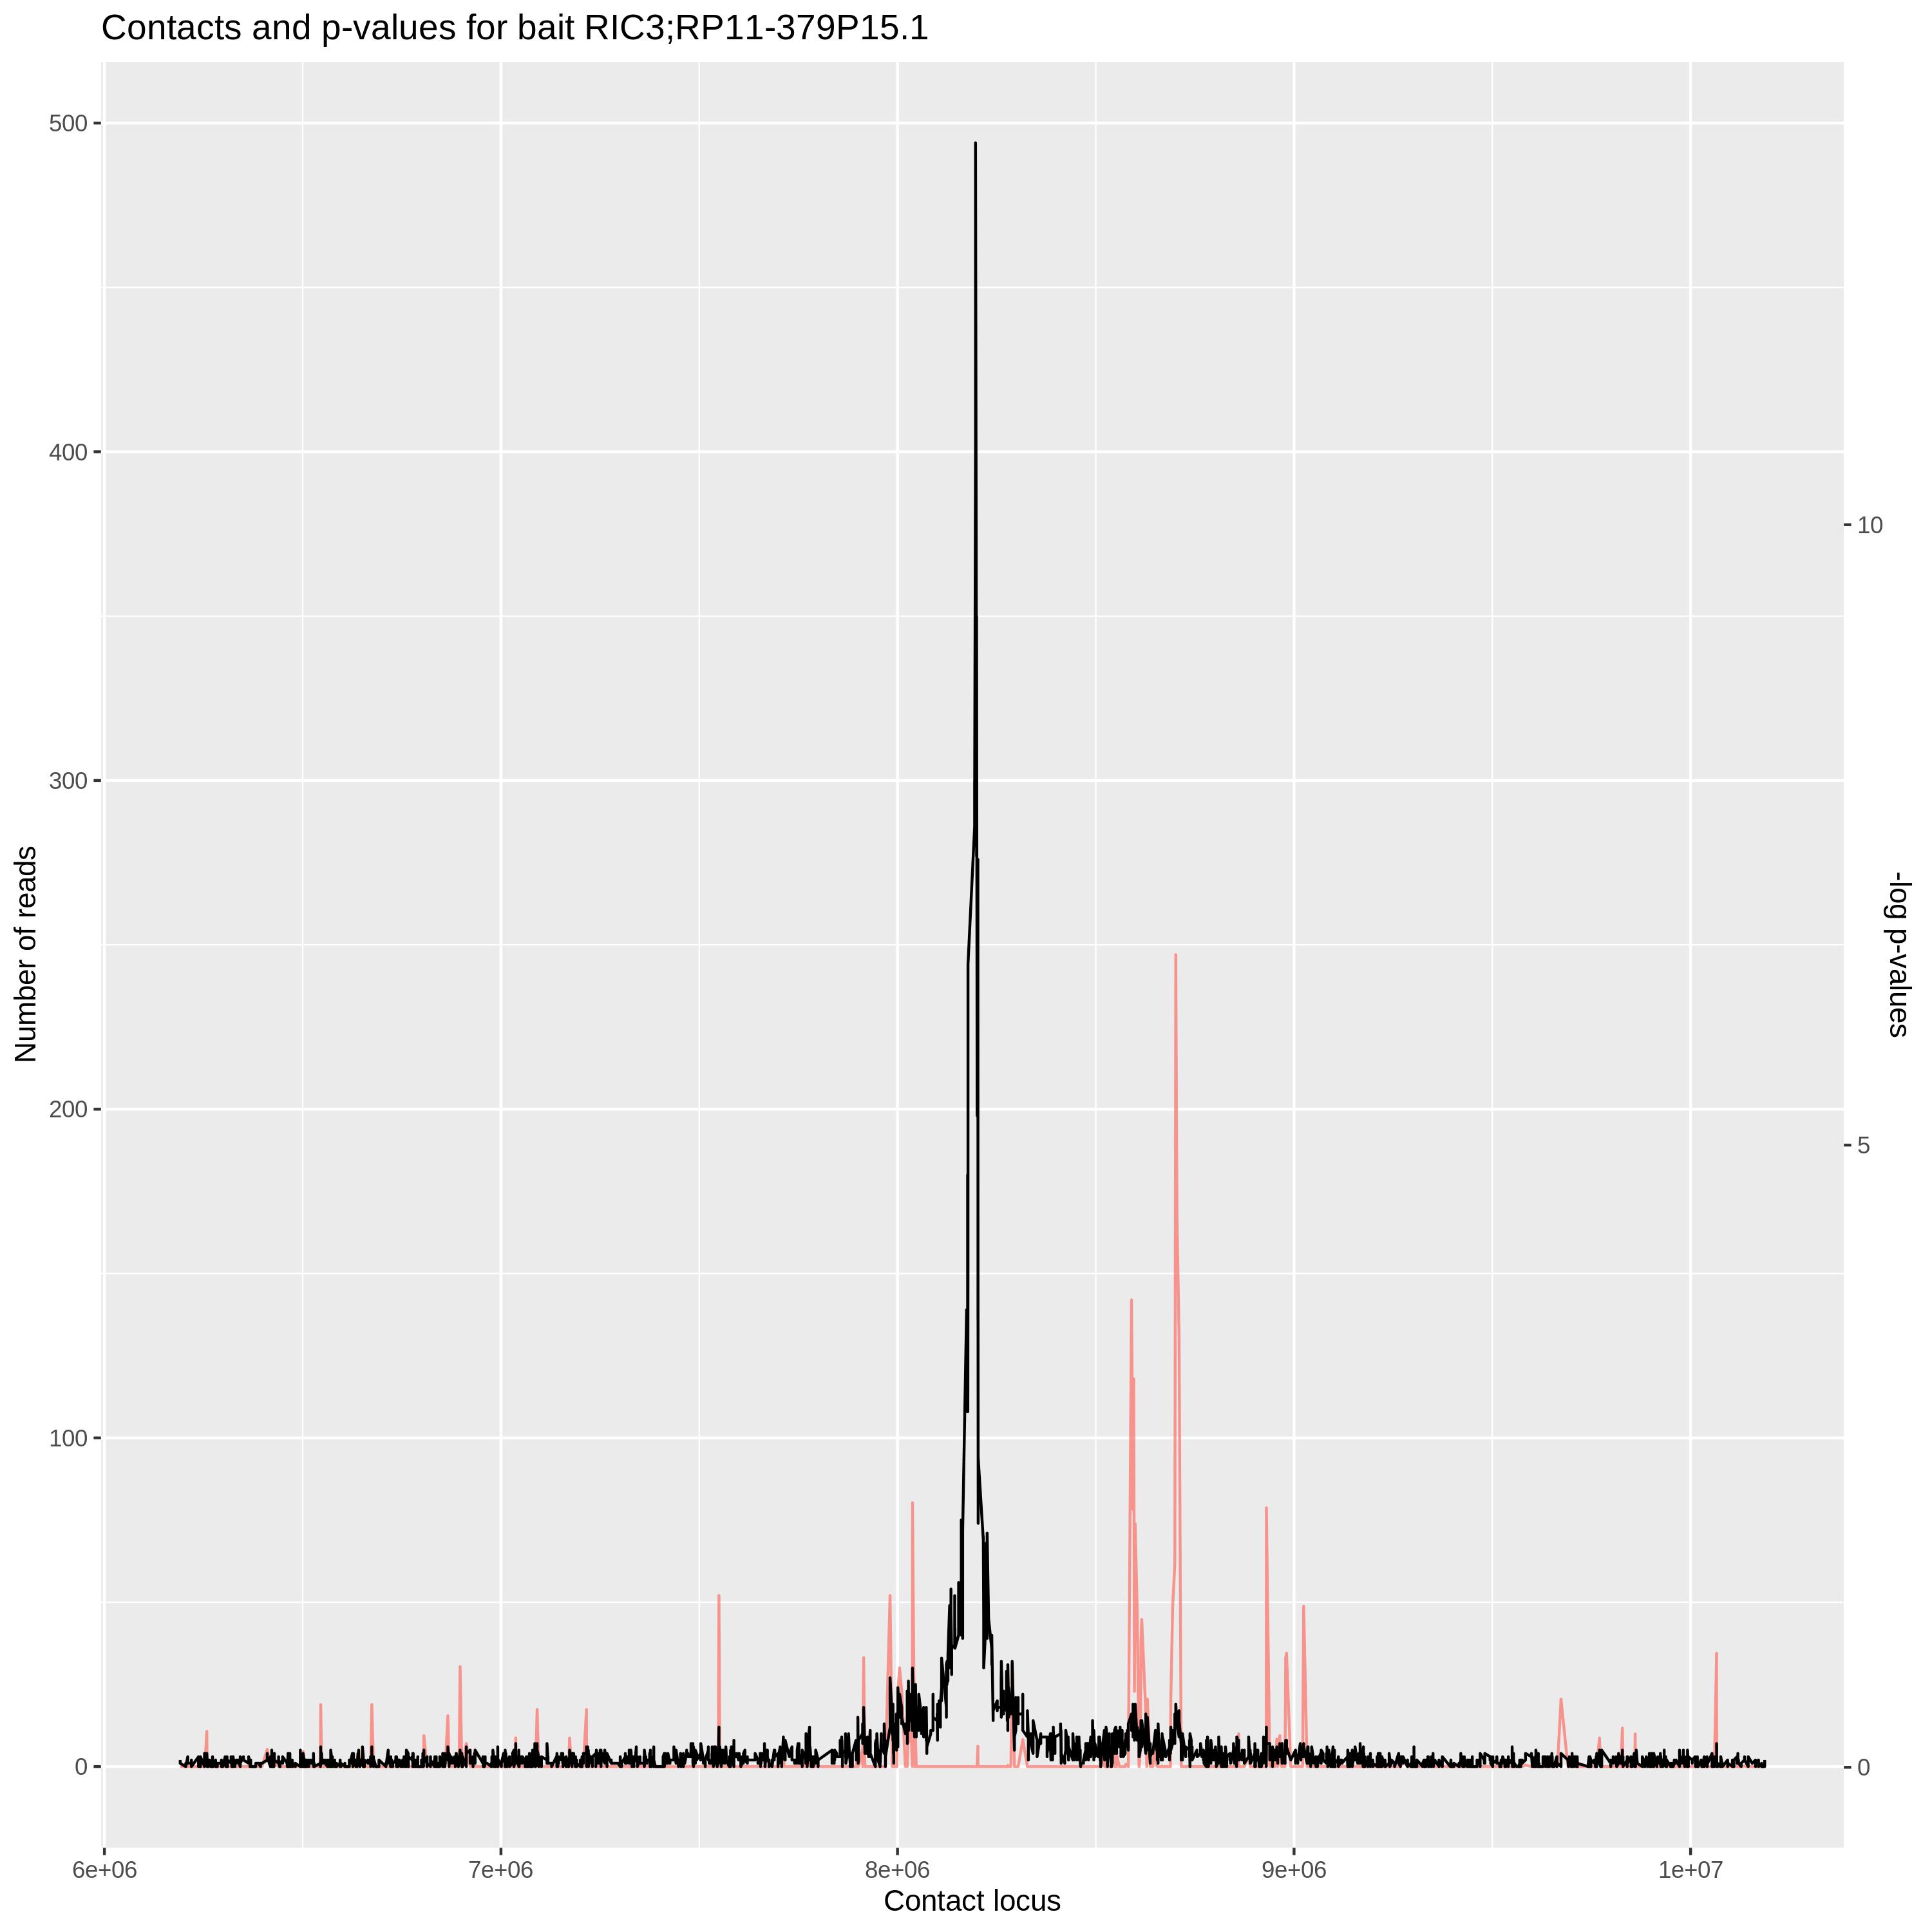 Contacts and p-values for bait RIC3;RP11-379P15.1
500
400
300
200
100
0
Number of reads
10
5
0
-log p-values
6e+06
7e+06
8e+06
9e+06
1e+07
Contact locus